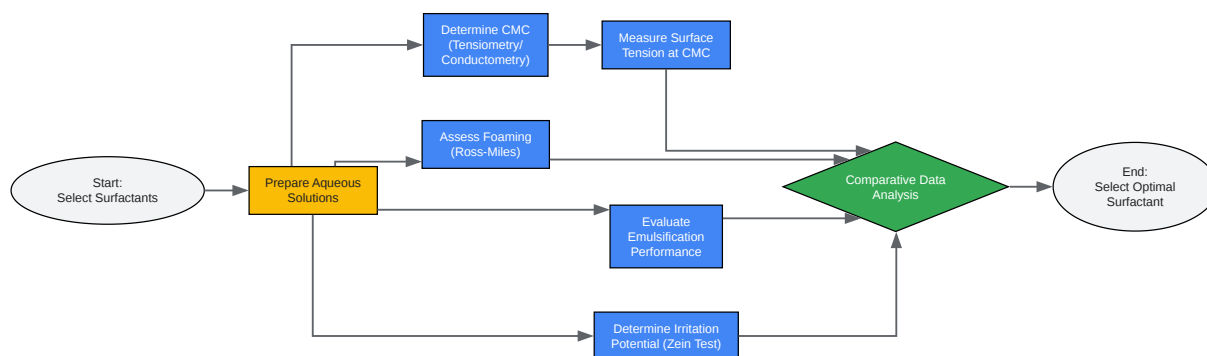 Start:
Select Surfactants
Prepare Aqueous
Solutions
Determine CMC
(Tensiometry/
Conductometry)
Measure Surface
Tension at CMC
Assess Foaming
(Ross-Miles)
Evaluate
Emulsification
Performance
Determine Irritation
Potential (Zein Test)
Comparative Data
Analysis
End:
Select Optimal
Surfactant